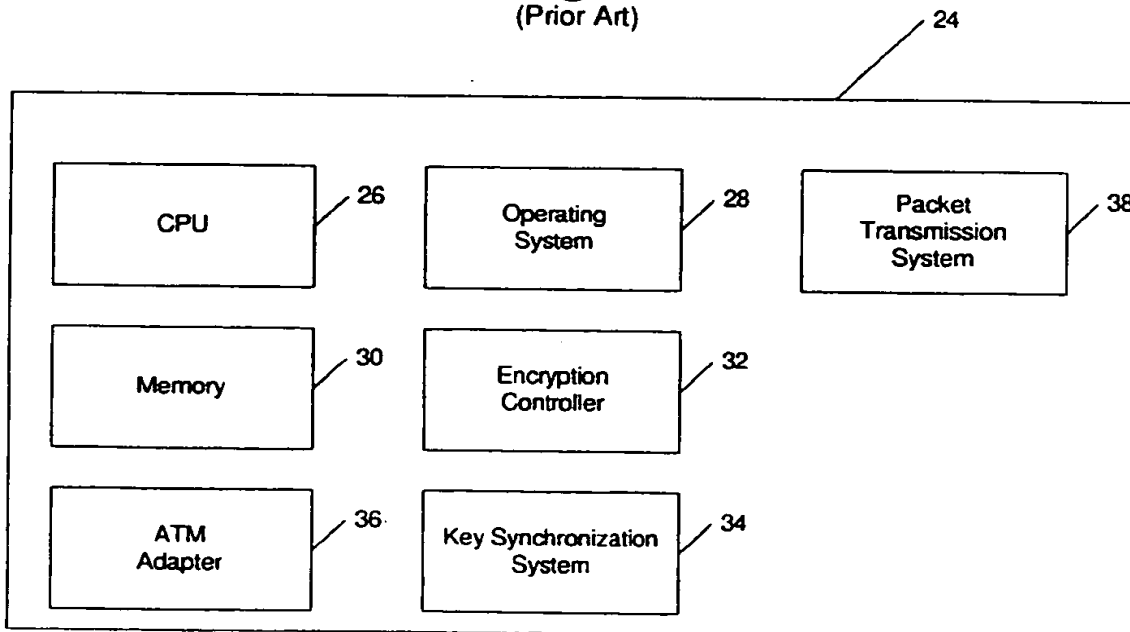 (Prior Art)
24
CPU
26
Operating
System
28
Packet
Transmission
System
38
Memory
30
Encryption
Controller
32
ATM
Adapter
36
Key Synchronization
System
34